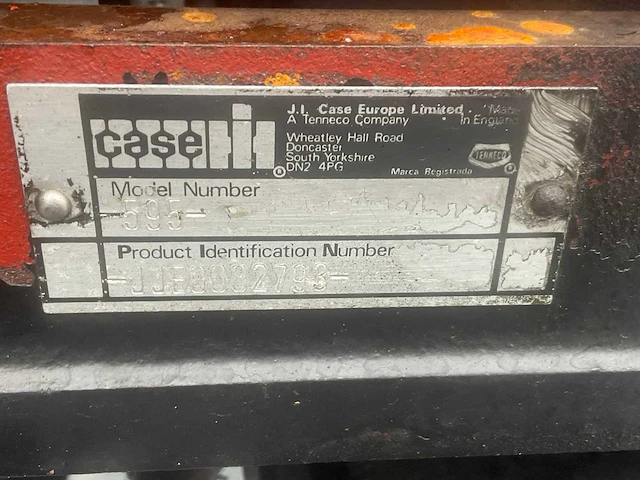 case IH
J.I. Case Europe Limited. Made
A Tenneco Company in England
Wheatley Hall Road
Doncaster
South Yorkshire
DN2 4PG
Marca Registrada
TENNECO
Model Number
-595-
Product Identification Number